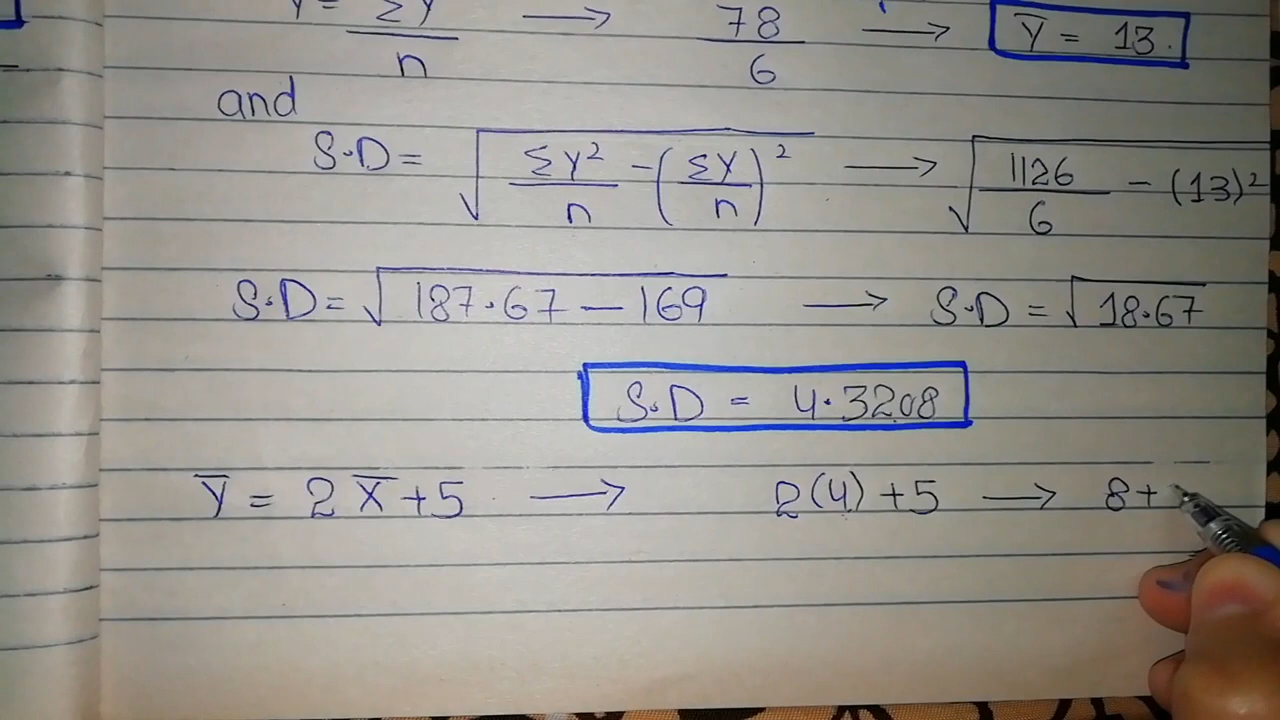 Y = ΣY / n → 78 / 6 → Y̅ = 13.
and
S.D = √(ΣY² / n - (ΣY / n)²) → √(1126 / 6 - (13)²)
S.D = √(187.67 - 169) → S.D = √18.67
S.D = 4.3208
Y̅ = 2X̅ + 5 → 2(4) + 5 → 8 +